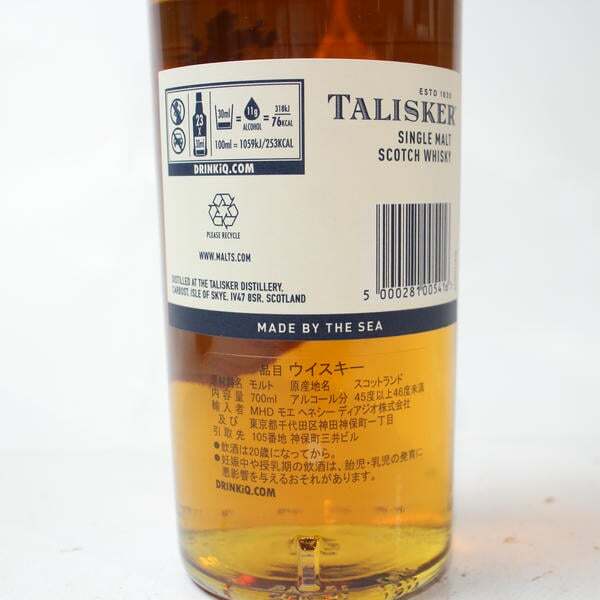 ESTD 1830
TALISKER
SINGLE MALT
SCOTCH WHISKY
23
x
30ml
30ml
=
11g
ALCOHOL
=
318kJ
76KCAL
100ml = 1059kJ/253KCAL
DRINKiQ.COM
PLEASE RECYCLE
WWW.MALTS.COM
DISTILLED AT THE TALISKER DISTILLERY,
CARBOST, ISLE OF SKYE, IV47 8SR, SCOTLAND
5 000281 005416
MADE BY THE SEA
品目 ウイスキー
原材料名 モルト 原産地名 スコットランド
内容量 700ml アルコール分 45度以上46度未満
輸入者 MHD モエ ヘネシー ディアジオ株式会社
及び 東京都千代田区神田神保町一丁目
引取先 105番地 神保町三井ビル
●飲酒は20歳になってから。
●妊娠中や授乳期の飲酒は、胎児・乳児の発育に
悪影響を与えるおそれがあります。
DRINKiQ.COM